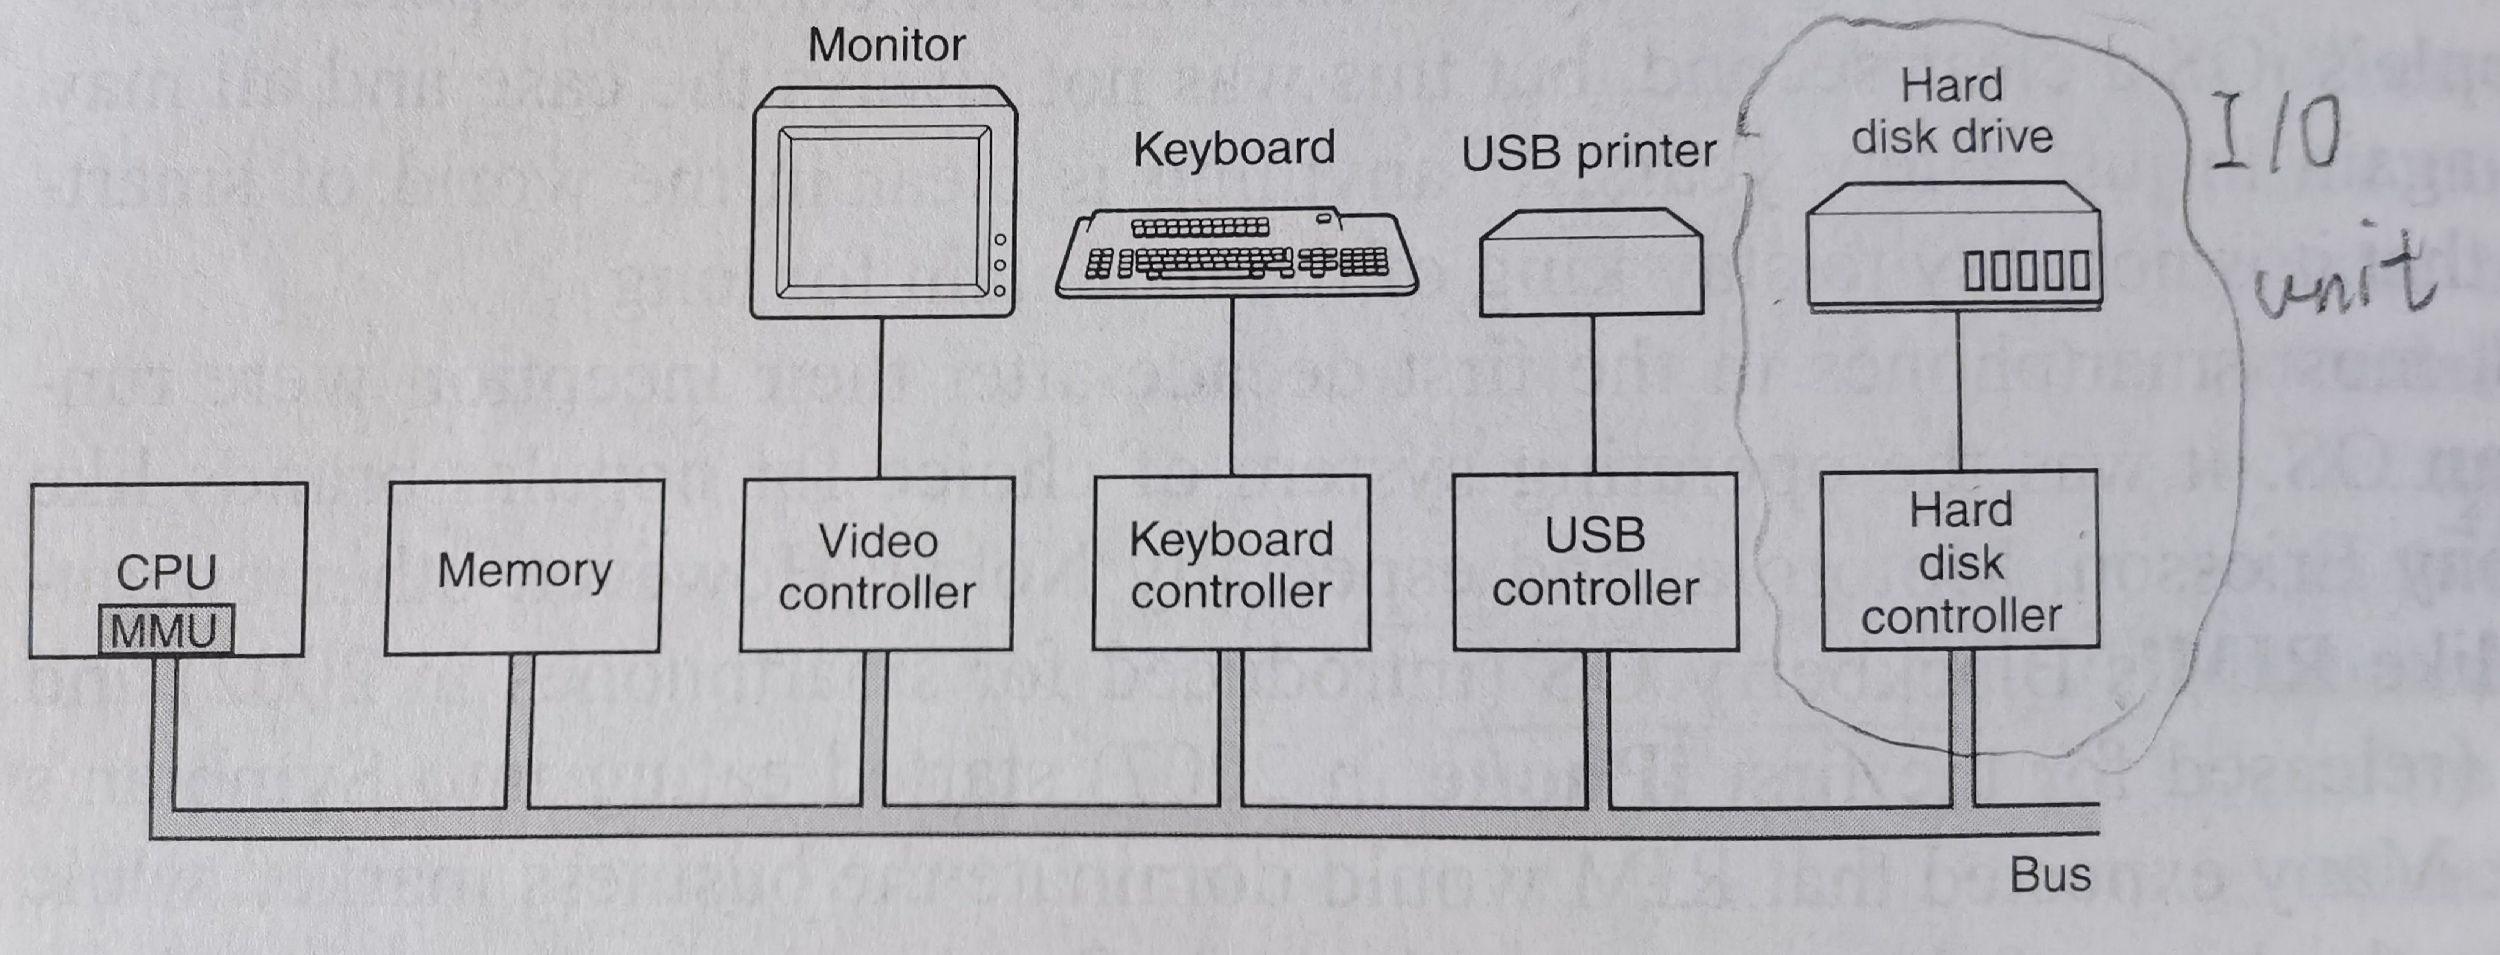 Monitor
Keyboard
USB printer
Hard
disk drive
I/O
unit
CPU
MMU
Memory
Video
controller
Keyboard
controller
USB
controller
Hard
disk
controller
Bus